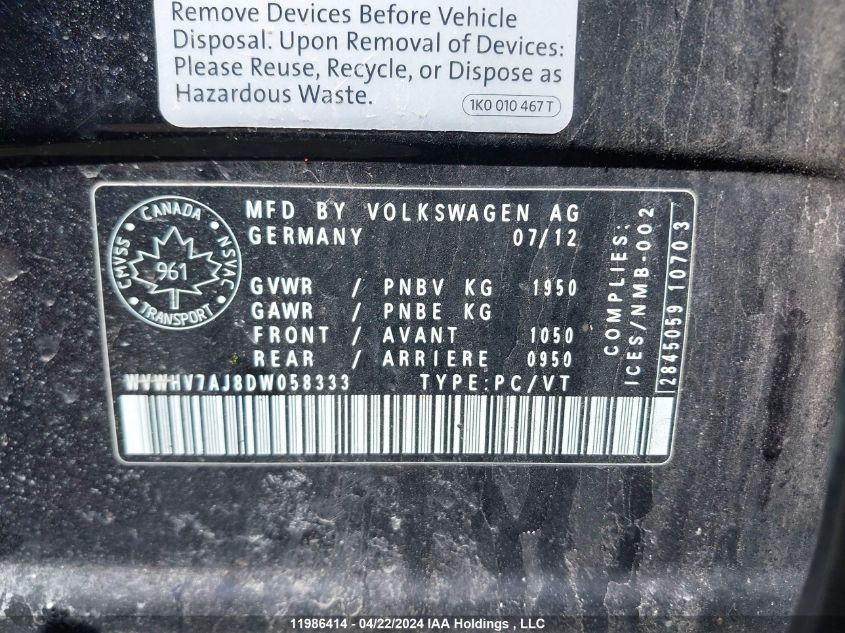 Remove Devices Before Vehicle
Disposal. Upon Removal of Devices:
Please Reuse, Recycle, or Dispose as
Hazardous Waste.
1K0 010 467 T
CANADA
CMVSS
NSVAC
961
TRANSPORT
MFD BY VOLKSWAGEN AG
GERMANY 07/12
GVWR / PNBV KG 1950
GAWR / PNBE KG
FRONT / AVANT 1050
REAR / ARRIERE 0950
WVWHV7AJ8DW058333 TYPE:PC/VT
COMPLIES:
ICES/NMB-002
2845059 10703
11986414 - 04/22/2024 IAA Holdings , LLC